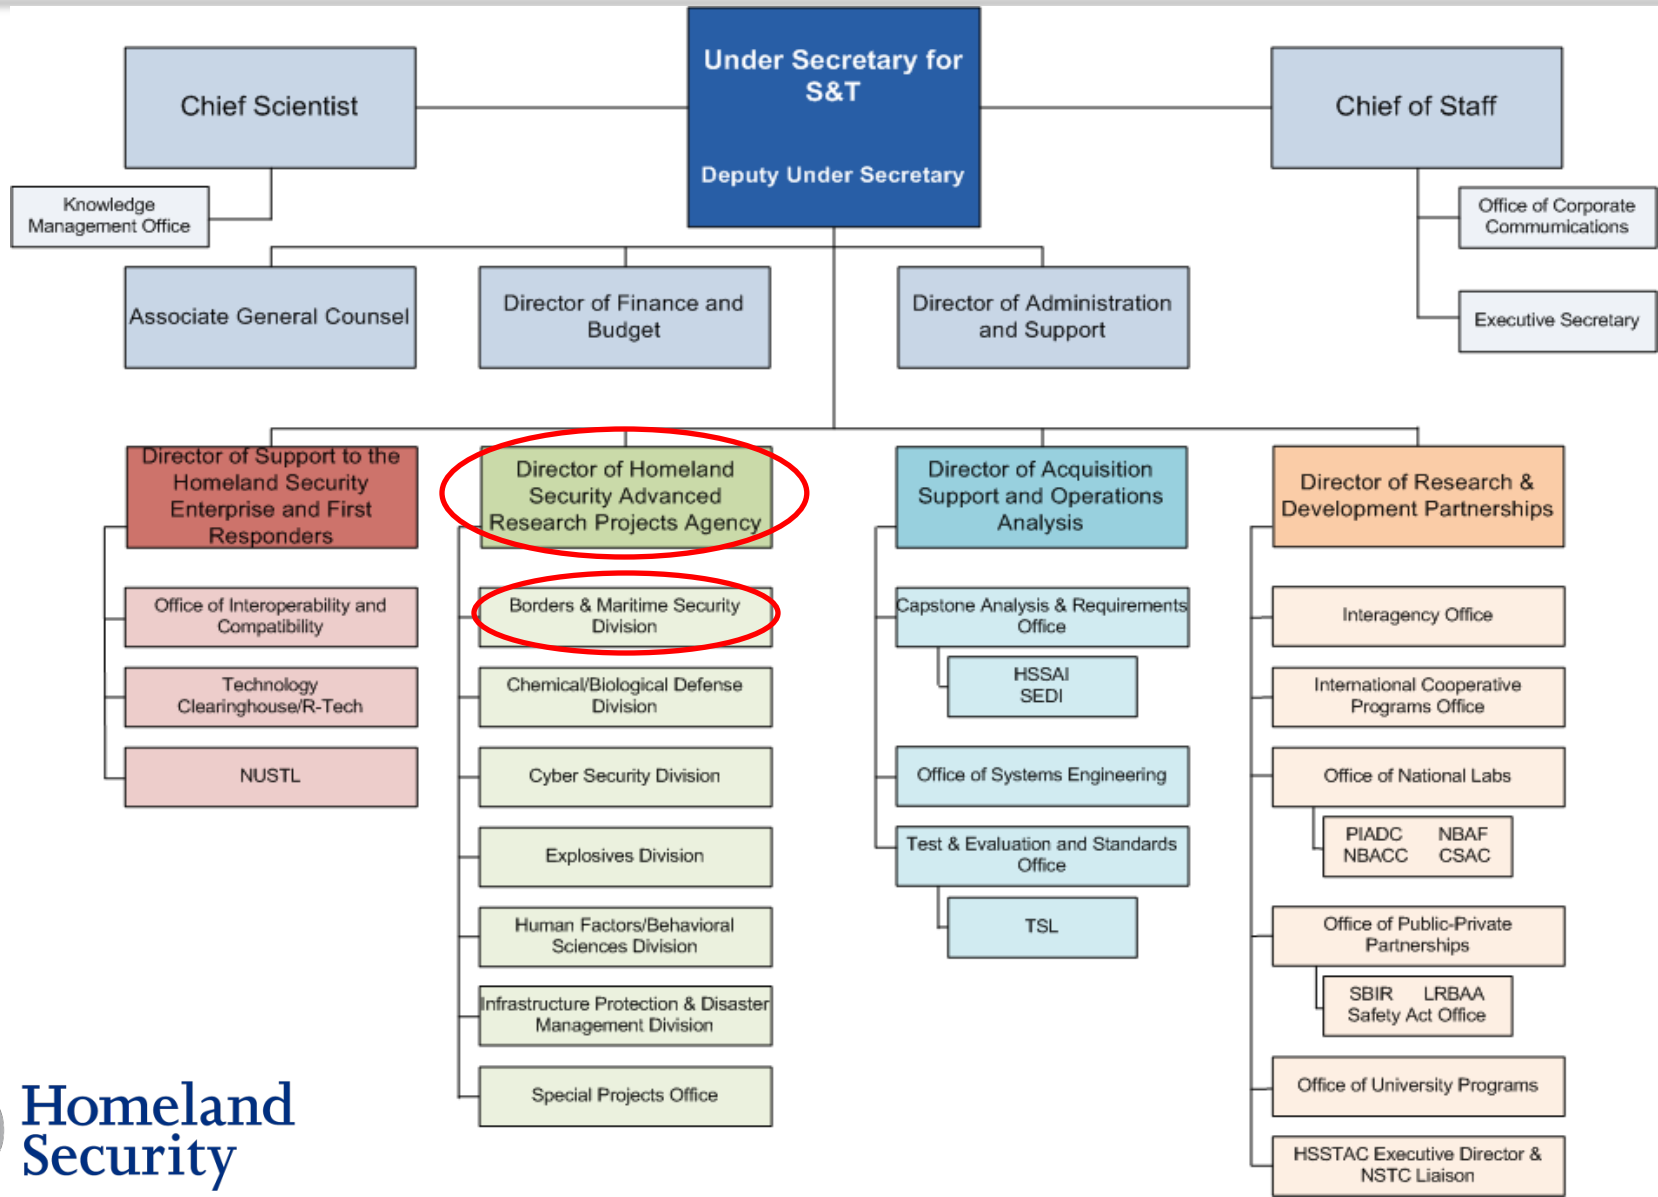 Under Secretary for
S&T
Deputy Under Secretary
Chief Scientist
Chief of Staff
Knowledge
Management Office
Office of Corporate
Commumications
Executive Secretary
Associate General Counsel
Director of Finance and
Budget
Director of Administration
and Support
Director of Support to the
Homeland Security
Enterprise and First
Responders
Office of Interoperability and
Compatibility
Technology
Clearinghouse/R-Tech
NUSTL
Director of Homeland
Security Advanced
Research Projects Agency
Borders & Maritime Security
Division
Chemical/Biological Defense
Division
Cyber Security Division
Explosives Division
Human Factors/Behavioral
Sciences Division
Infrastructure Protection & Disaster
Management Division
Special Projects Office
Director of Acquisition
Support and Operations
Analysis
Capstone Analysis & Requirements
Office
HSSAI
SEDI
Office of Systems Engineering
Test & Evaluation and Standards
Office
TSL
Director of Research &
Development Partnerships
Interagency Office
International Cooperative
Programs Office
Office of National Labs
PIADC NBAF
NBACC CSAC
Office of Public-Private
Partnerships
SBIR LRBAA
Safety Act Office
Office of University Programs
HSSTAC Executive Director &
NSTC Liaison
Homeland
Security